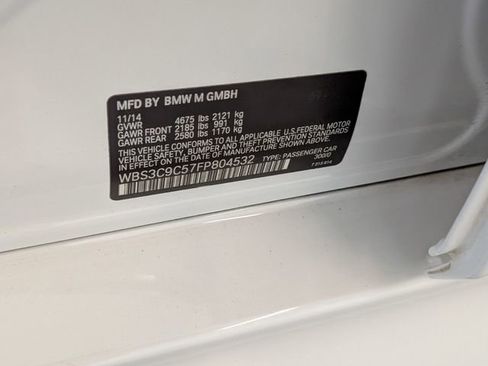 MFD BY BMW M GMBH
11/14 4675 lbs 2121 kg
GVWR
GAWR FRONT 2185 lbs 991 kg
GAWR REAR 2580 lbs 1170 kg
THIS VEHICLE CONFORMS TO ALL APPLICABLE U.S. FEDERAL MOTOR
VEHICLE SAFETY, BUMPER AND THEFT PREVENTION STANDARDS
IN EFFECT ON THE DATE OF MANUFACTURE SHOWN ABOVE.
WBS3C9C57FP804532 TYPE: PASSENGER CAR
300/0